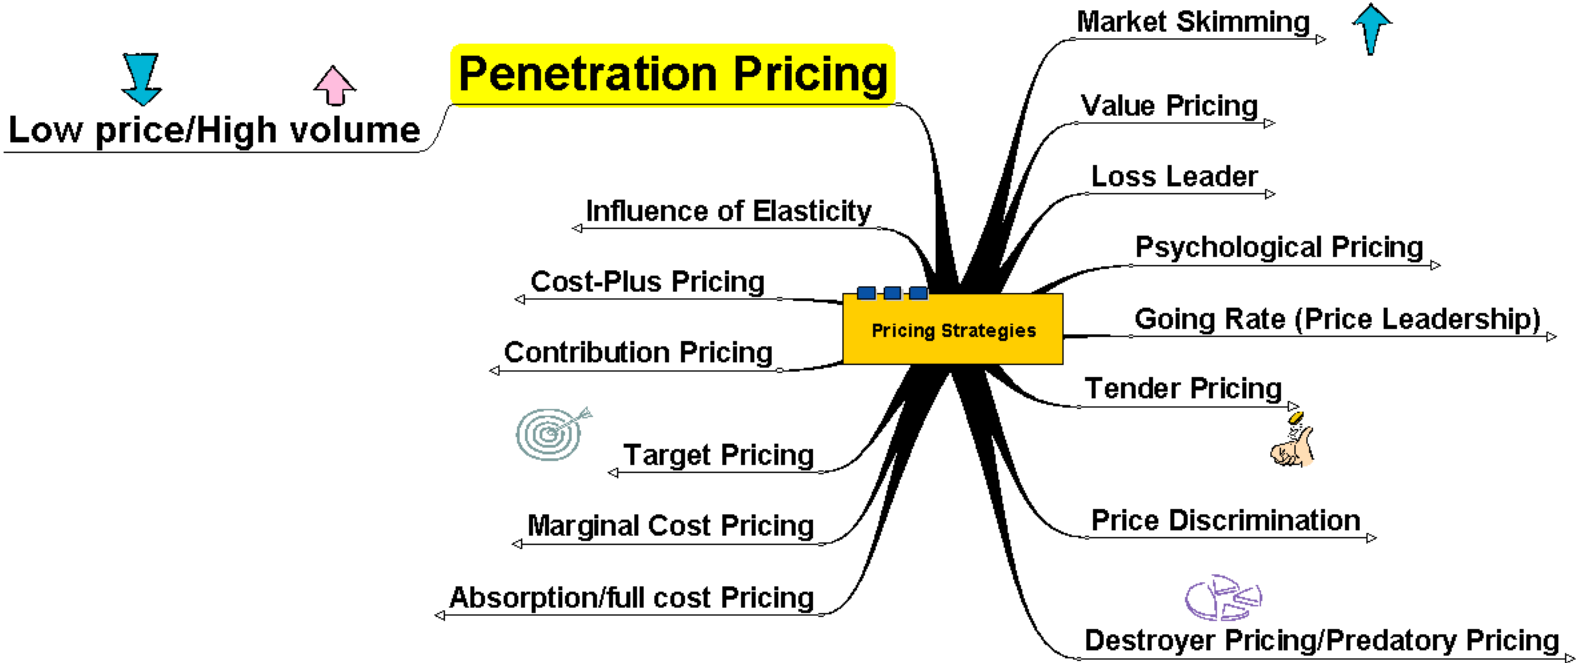 Penetration Pricing
Low price/High volume
Influence of Elasticity
Cost-Plus Pricing
Contribution Pricing
Target Pricing
Marginal Cost Pricing
Absorption/full cost Pricing
Pricing Strategies
Market Skimming
Value Pricing
Loss Leader
Psychological Pricing
Going Rate (Price Leadership)
Tender Pricing
Price Discrimination
Destroyer Pricing/Predatory Pricing